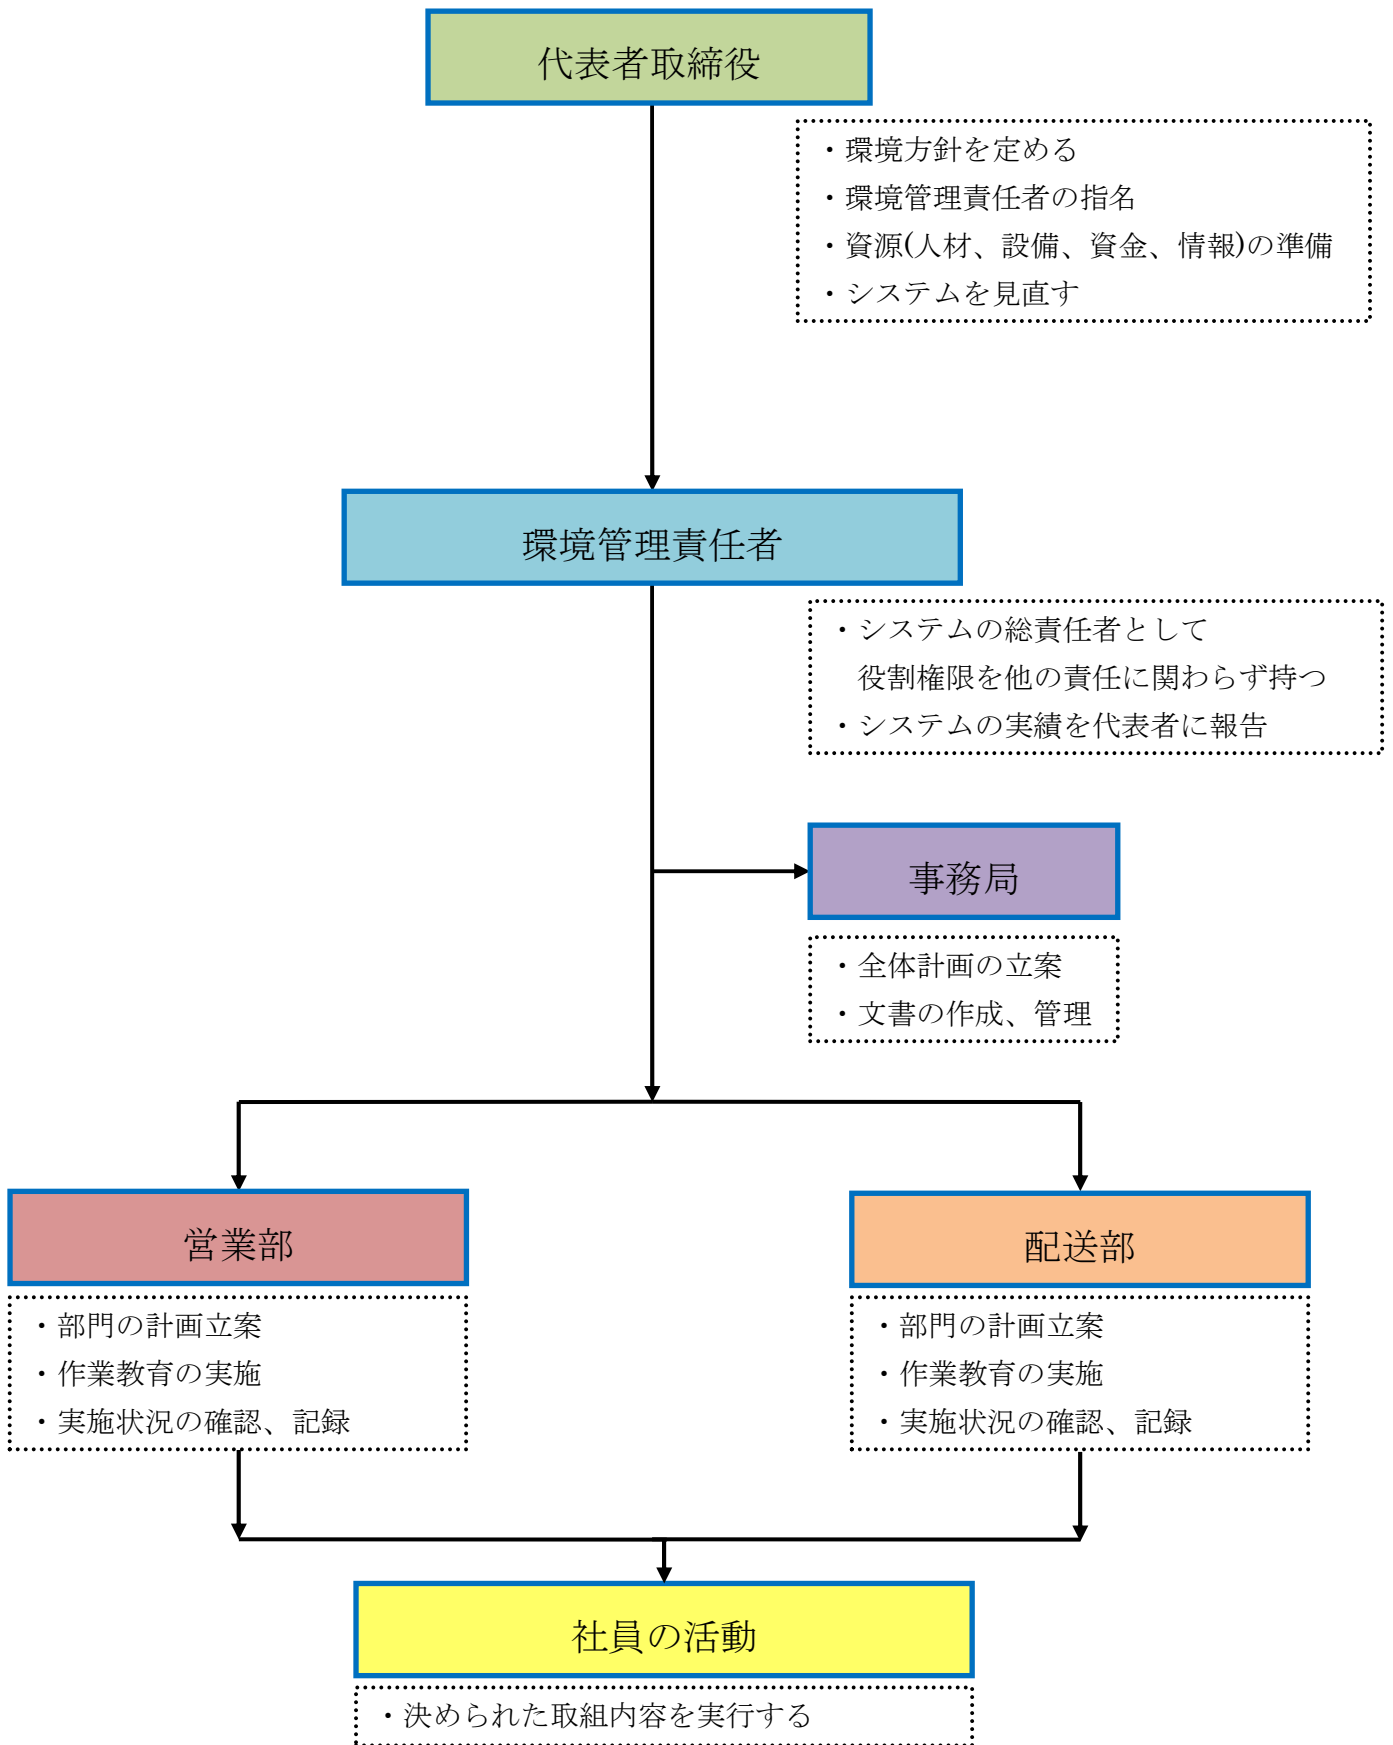 代表者取締役
・環境方針を定める
・環境管理責任者の指名
・資源(人材、設備、資金、情報)の準備
・システムを見直す
環境管理責任者
・システムの総責任者として
役割権限を他の責任に関わらず持つ
・システムの実績を代表者に報告
事務局
・全体計画の立案
・文書の作成、管理
営業部
・部門の計画立案
・作業教育の実施
・実施状況の確認、記録
配送部
・部門の計画立案
・作業教育の実施
・実施状況の確認、記録
社員の活動
・決められた取組内容を実行する